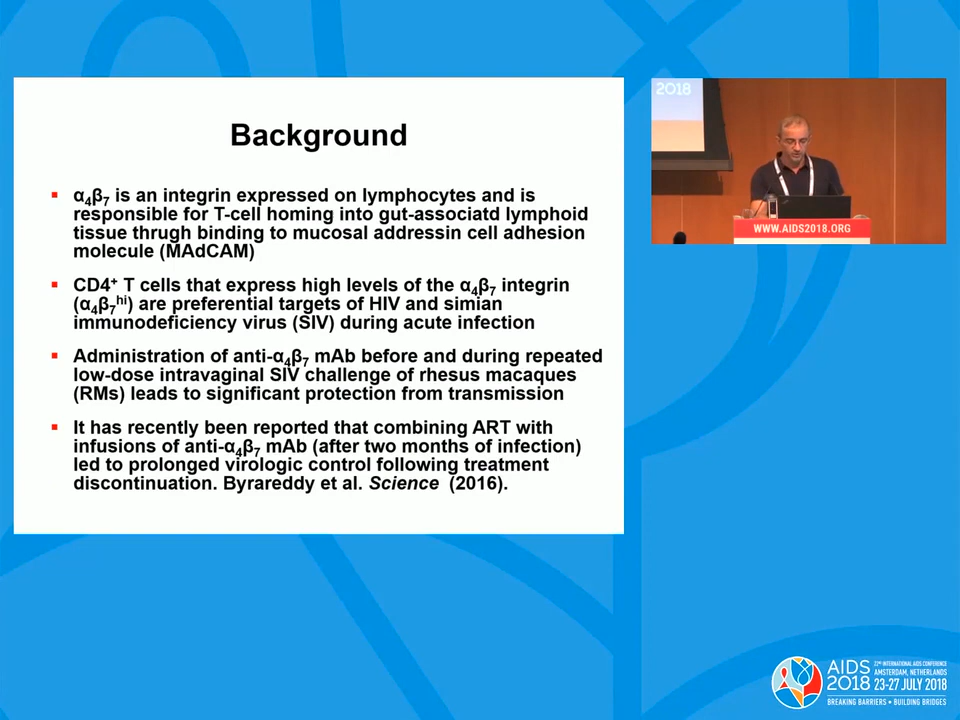 Background
▪ α₄β₇ is an integrin expressed on lymphocytes and is
responsible for T-cell homing into gut-associatd lymphoid
tissue thrugh binding to mucosal addressin cell adhesion
molecule (MAdCAM)
▪ CD4⁺ T cells that express high levels of the α₄β₇ integrin
(α₄β₇ʰⁱ) are preferential targets of HIV and simian
immunodeficiency virus (SIV) during acute infection
▪ Administration of anti-α₄β₇ mAb before and during repeated
low-dose intravaginal SIV challenge of rhesus macaques
(RMs) leads to significant protection from transmission
▪ It has recently been reported that combining ART with
infusions of anti-α₄β₇ mAb (after two months of infection)
led to prolonged virologic control following treatment
discontinuation. Byrareddy et al. Science (2016).
2018
WWW.AIDS2018.ORG
AIDS
2018
22ND INTERNATIONAL AIDS CONFERENCE
AMSTERDAM, NETHERLANDS
23-27 JULY 2018
BREAKING BARRIERS • BUILDING BRIDGES